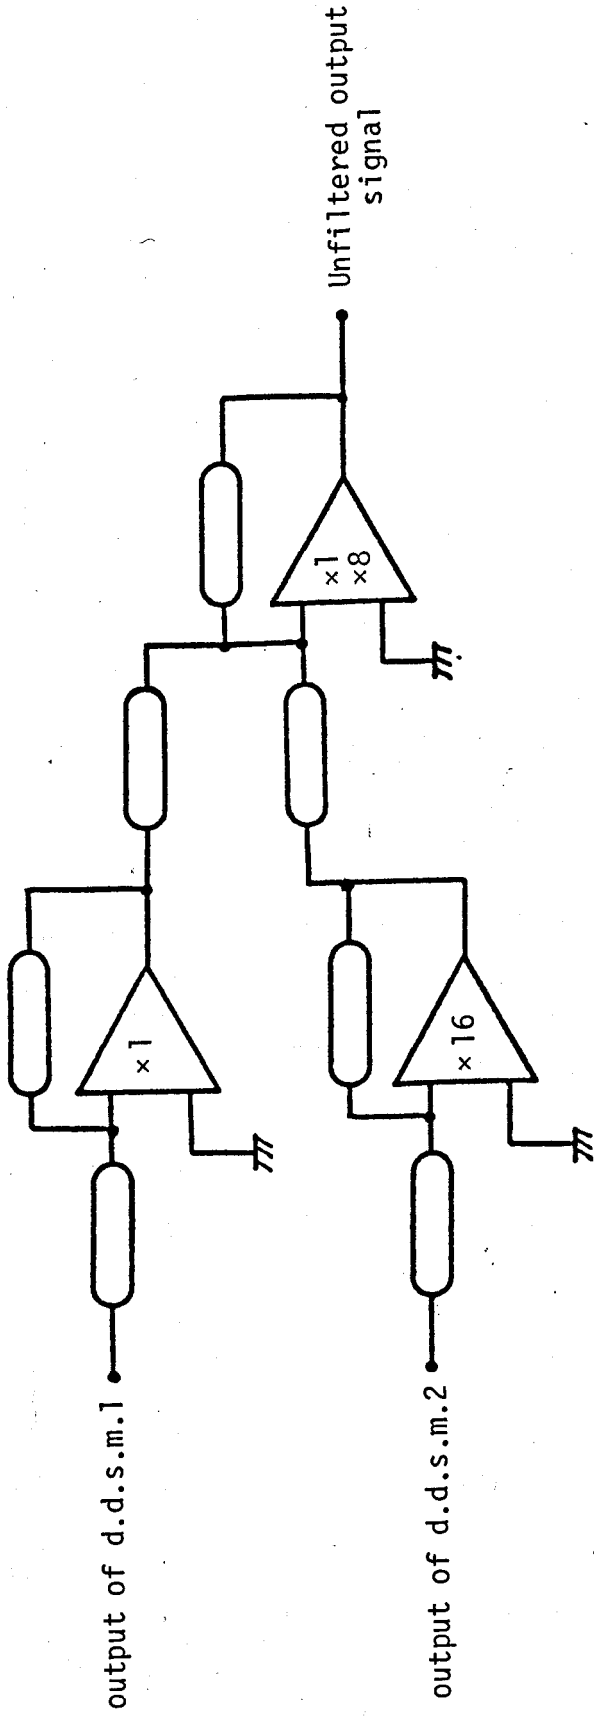 output of d.d.s.m.1
×1
output of d.d.s.m.2
×16
×1
×8
Unfiltered output
signal